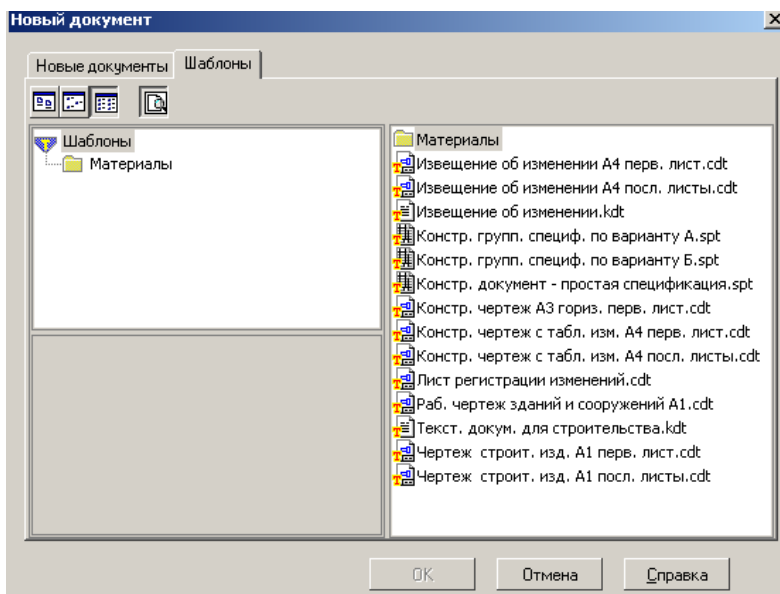 Новый документ
Новые документы Шаблоны
Шаблоны
Материалы
Материалы
Извещение об изменении А4 перв. лист.cdt
Извещение об изменении А4 посл. листы.cdt
Извещение об изменении.kdt
Констр. групп. специф. по варианту А.spt
Констр. групп. специф. по варианту Б.spt
Констр. документ - простая спецификация.spt
Констр. чертеж А3 гориз. перв. лист.cdt
Констр. чертеж с табл. изм. А4 перв. лист.cdt
Констр. чертеж с табл. изм. А4 посл. листы.cdt
Лист регистрации изменений.cdt
Раб. чертеж зданий и сооружений А1.cdt
Текст. докум. для строительства.kdt
Чертеж строит. изд. А1 перв. лист.cdt
Чертеж строит. изд. А1 посл. листы.cdt
OK Отмена Справка